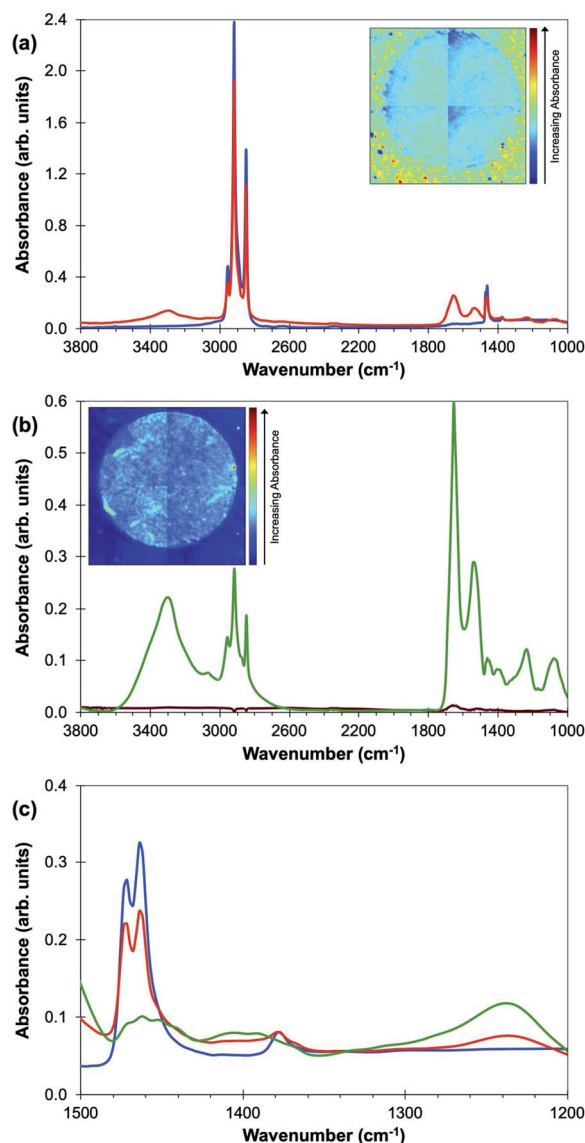 (a)
Absorbance (arb. units)
2.4
2.0
1.6
1.2
0.8
0.4
0.0
Increasing Absorbance
3800 3400 3000 2600 2200 1800 1400 1000
Wavenumber (cm-1)
(b)
Absorbance (arb. units)
0.6
0.5
0.4
0.3
0.2
0.1
0.0
Increasing Absorbance
3800 3400 3000 2600 2200 1800 1400 1000
Wavenumber (cm-1)
(c)
Absorbance (arb. units)
0.4
0.3
0.2
0.1
0.0
1500 1400 1300 1200
Wavenumber (cm-1)